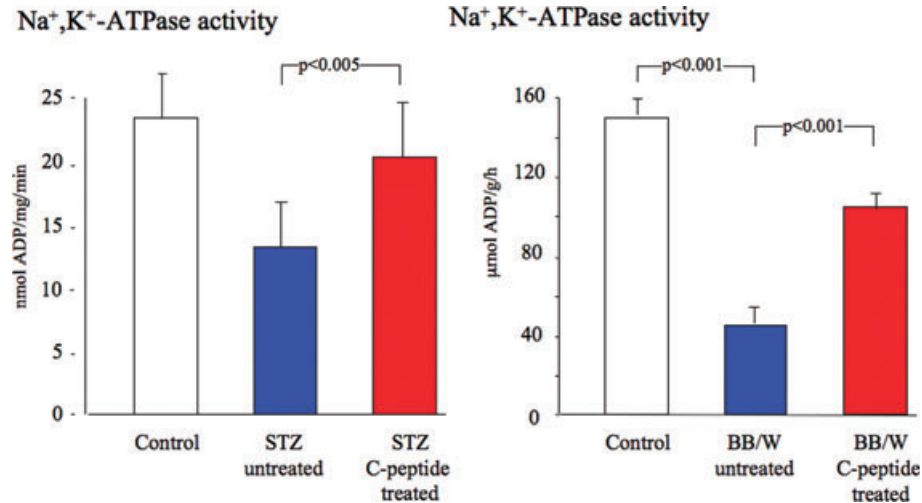 Na⁺,K⁺-ATPase activity
p<0.005
25
20 -
15 -
10 -
5 -
0 -
nmol ADP/mg/min
Control
STZ
untreated
STZ
C-peptide
treated
Na⁺,K⁺-ATPase activity
p<0.001
p<0.001
160
120
80
40
0
µmol ADP/g/h
Control
BB/W
untreated
BB/W
C-peptide
treated